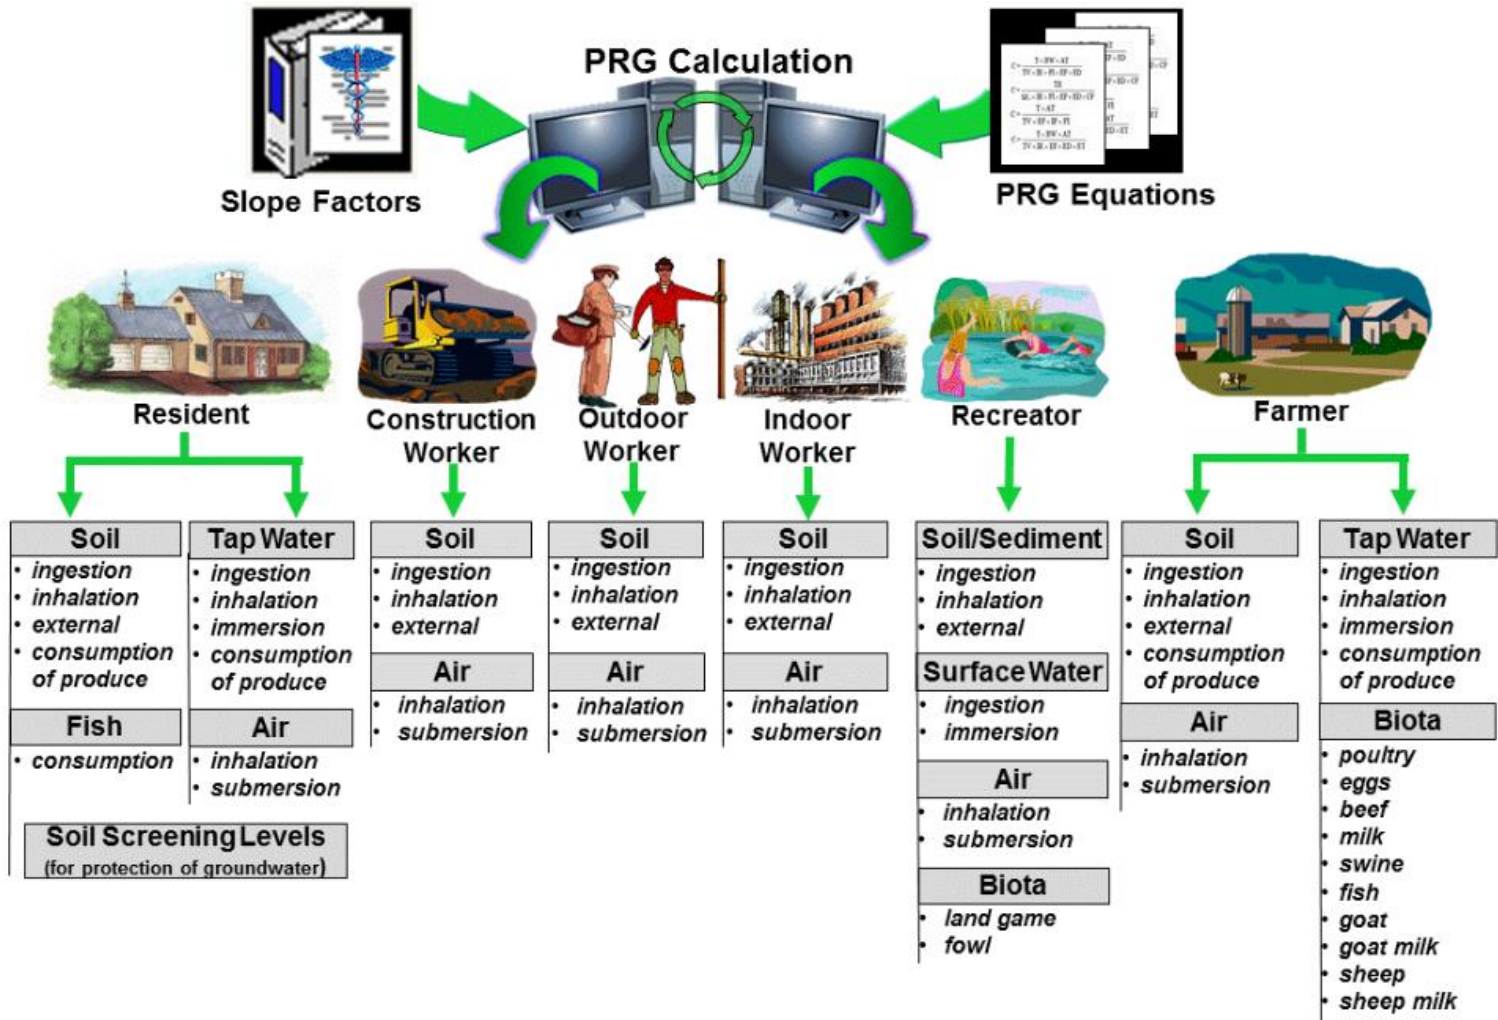 PRG Calculation
Slope Factors
PRG Equations
Resident
Construction
Worker
Outdoor
Worker
Indoor
Worker
Recreator
Farmer
Soil
• ingestion
• inhalation
• external
• consumption
of produce
Fish
• consumption
Tap Water
• ingestion
• inhalation
• immersion
• consumption
of produce
Air
• inhalation
• submersion
Soil Screening Levels
(for protection of groundwater)
Soil
• ingestion
• inhalation
• external
Air
• inhalation
• submersion
Soil
• ingestion
• inhalation
• external
Air
• inhalation
• submersion
Soil
• ingestion
• inhalation
• external
Air
• inhalation
• submersion
Soil/Sediment
• ingestion
• inhalation
• external
Surface Water
• ingestion
• immersion
Air
• inhalation
• submersion
Biota
• land game
• fowl
Soil
• ingestion
• inhalation
• external
• consumption
of produce
Air
• inhalation
• submersion
Tap Water
• ingestion
• inhalation
• immersion
• consumption
of produce
Biota
• poultry
• eggs
• beef
• milk
• swine
• fish
• goat
• goat milk
• sheep
• sheep milk